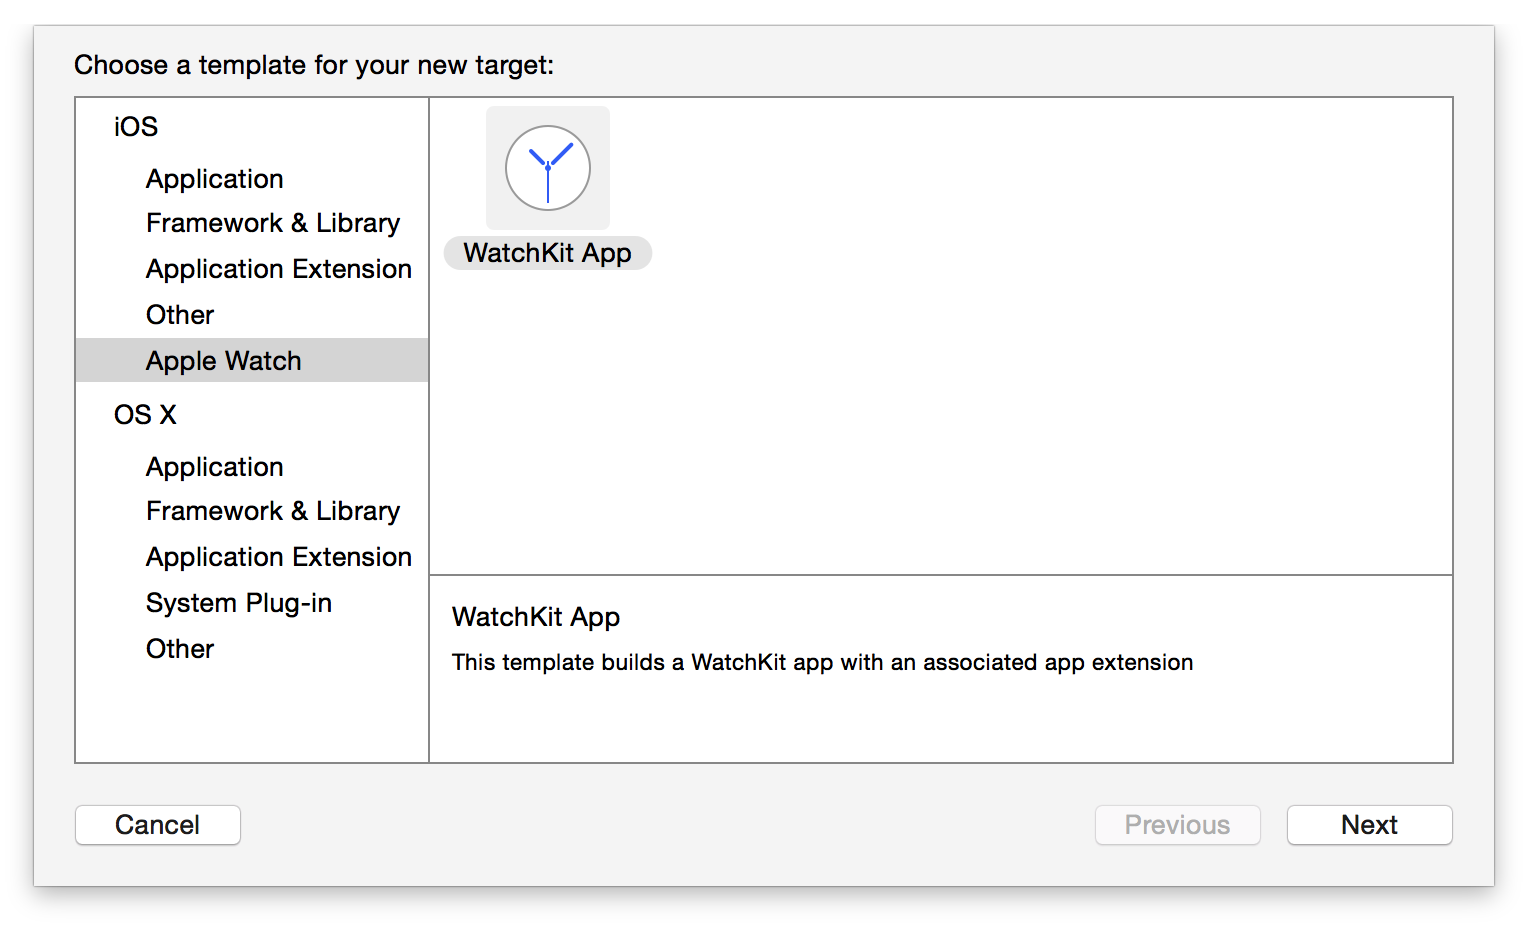 Choose a template for your new target:
iOS
Application
Framework & Library
Application Extension
Other
Apple Watch
OS X
Application
Framework & Library
Application Extension
System Plug-in
Other
WatchKit App
WatchKit App
This template builds a WatchKit app with an associated app extension
Cancel
Previous
Next